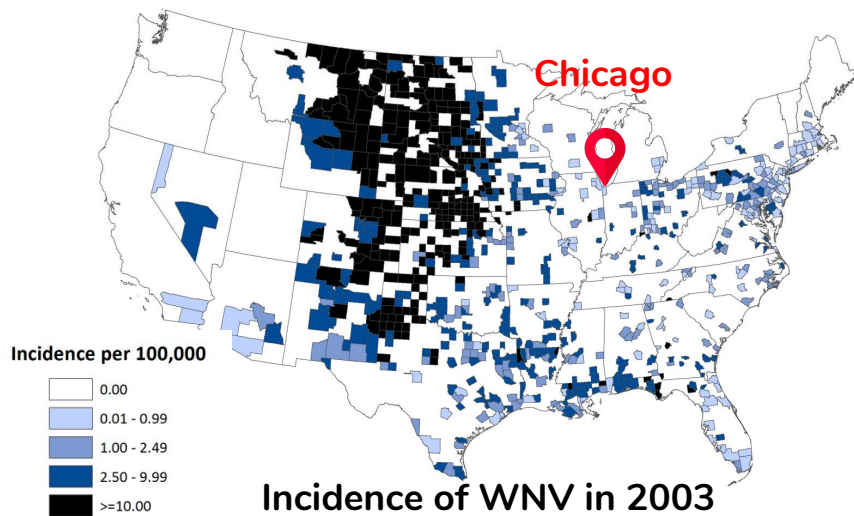 Chicago
Incidence per 100,000
0.00
0.01 - 0.99
1.00 - 2.49
2.50 - 9.99
>=10.00
Incidence of WNV in 2003